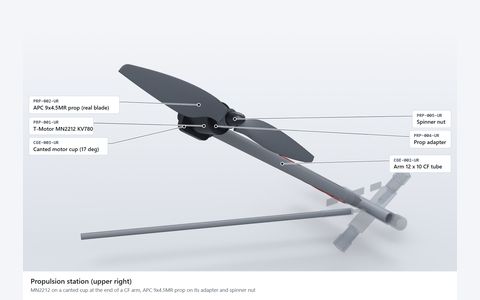 PRP-002-UR
APC 9x4.5MR prop (real blade)
PRP-001-UR
T-Motor MN2212 KV780
CGE-003-UR
Canted motor cup (17 deg)
PRP-005-UR
Spinner nut
PRP-004-UR
Prop adapter
CGE-002-UR
Arm 12 x 10 CF tube
Propulsion station (upper right)
MN2212 on a canted cup at the end of a CF arm, APC 9x4.5MR prop on its adapter and spinner nut